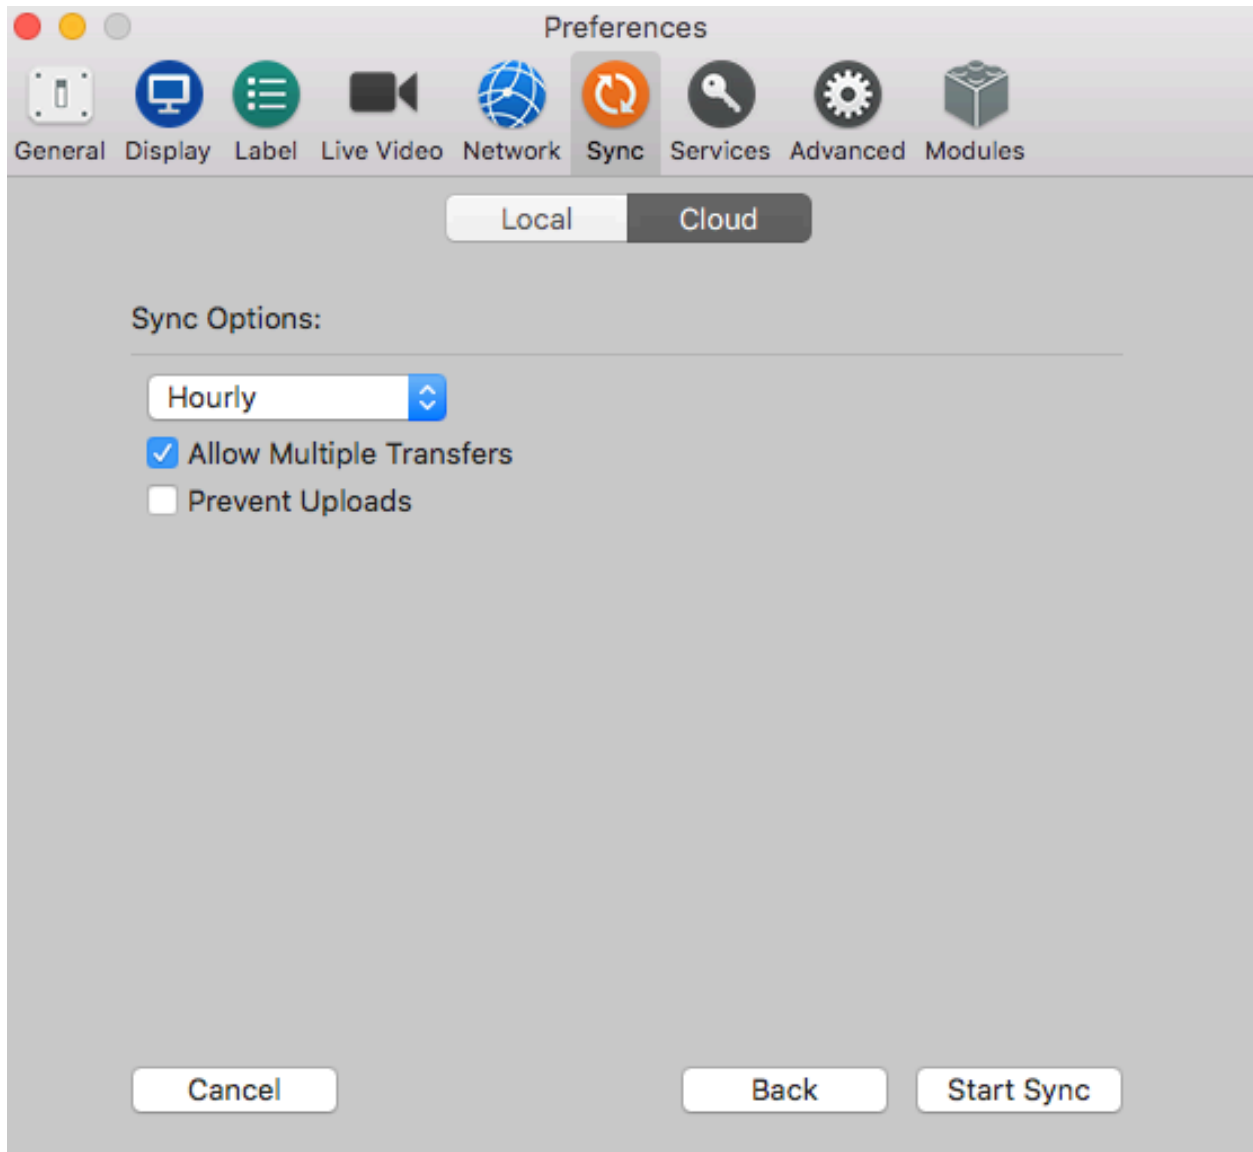 Preferences
General Display Label Live Video Network Sync Services Advanced Modules
Local Cloud
Sync Options:
Hourly
Allow Multiple Transfers
Prevent Uploads
Cancel Back Start Sync